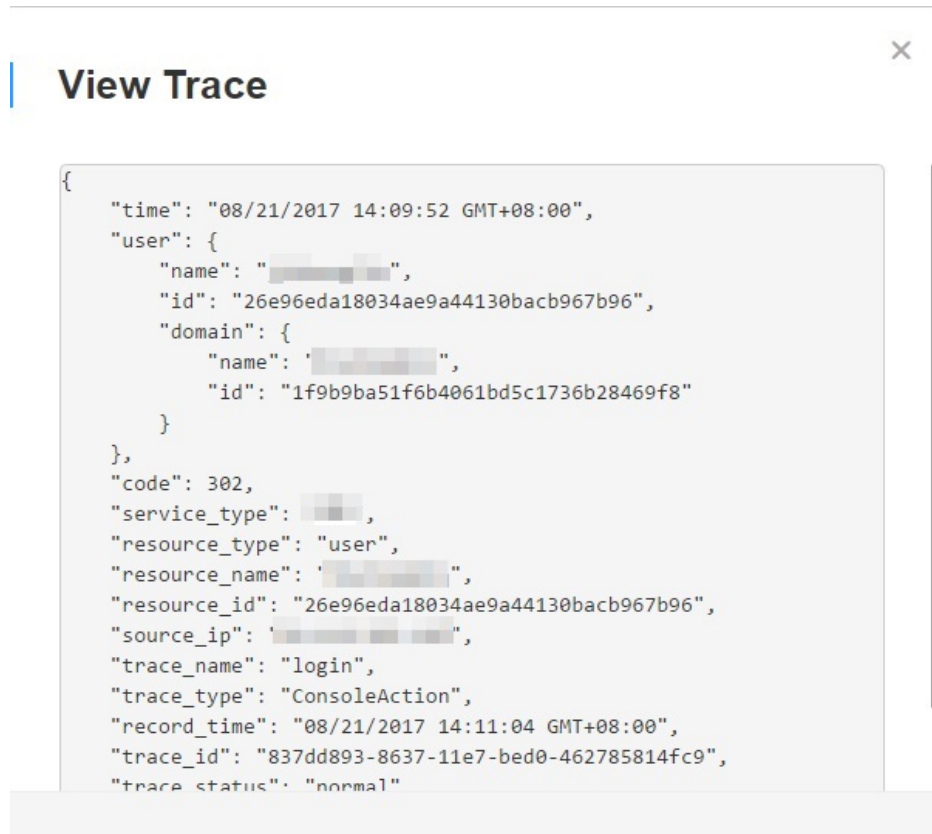 View Trace
{
"time": "08/21/2017 14:09:52 GMT+08:00",
"user": {
"name": "",
"id": "26e96eda18034ae9a44130bacb967b96",
"domain": {
"name": "",
"id": "1f9b9ba51f6b4061bd5c1736b28469f8"
}
},
"code": 302,
"service_type": ,
"resource_type": "user",
"resource_name": "",
"resource_id": "26e96eda18034ae9a44130bacb967b96",
"source_ip": "",
"trace_name": "login",
"trace_type": "ConsoleAction",
"record_time": "08/21/2017 14:11:04 GMT+08:00",
"trace_id": "837dd893-8637-11e7-bed0-462785814fc9",
"trace_status": "normal"